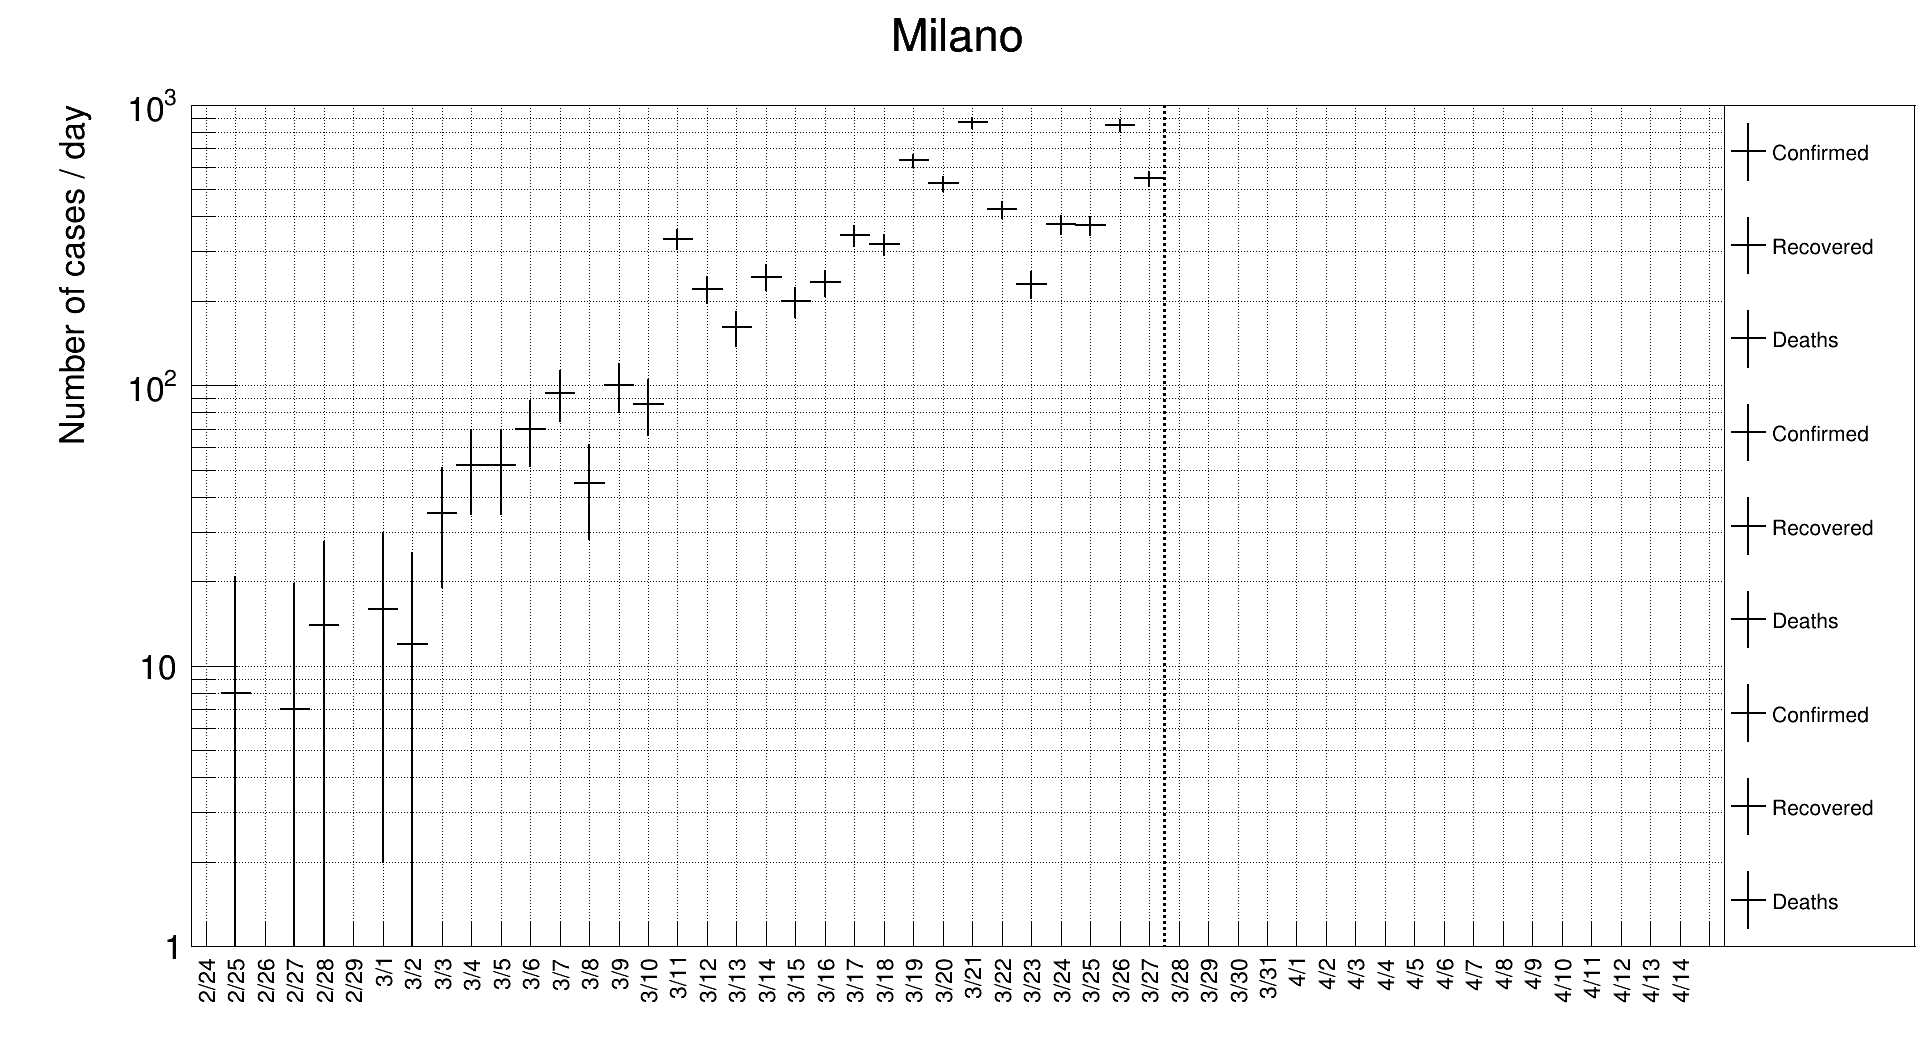 Milano
Number of cases / day
10³
10²
10
1
2/24 2/25 2/26 2/27 2/28 2/29 3/1 3/2 3/3 3/4 3/5 3/6 3/7 3/8 3/9 3/10 3/11 3/12 3/13 3/14 3/15 3/16 3/17 3/18 3/19 3/20 3/21 3/22 3/23 3/24 3/25 3/26 3/27 3/28 3/29 3/30 3/31 4/1 4/2 4/3 4/4 4/5 4/6 4/7 4/8 4/9 4/10 4/11 4/12 4/13 4/14
Confirmed
Recovered
Deaths
Confirmed
Recovered
Deaths
Confirmed
Recovered
Deaths